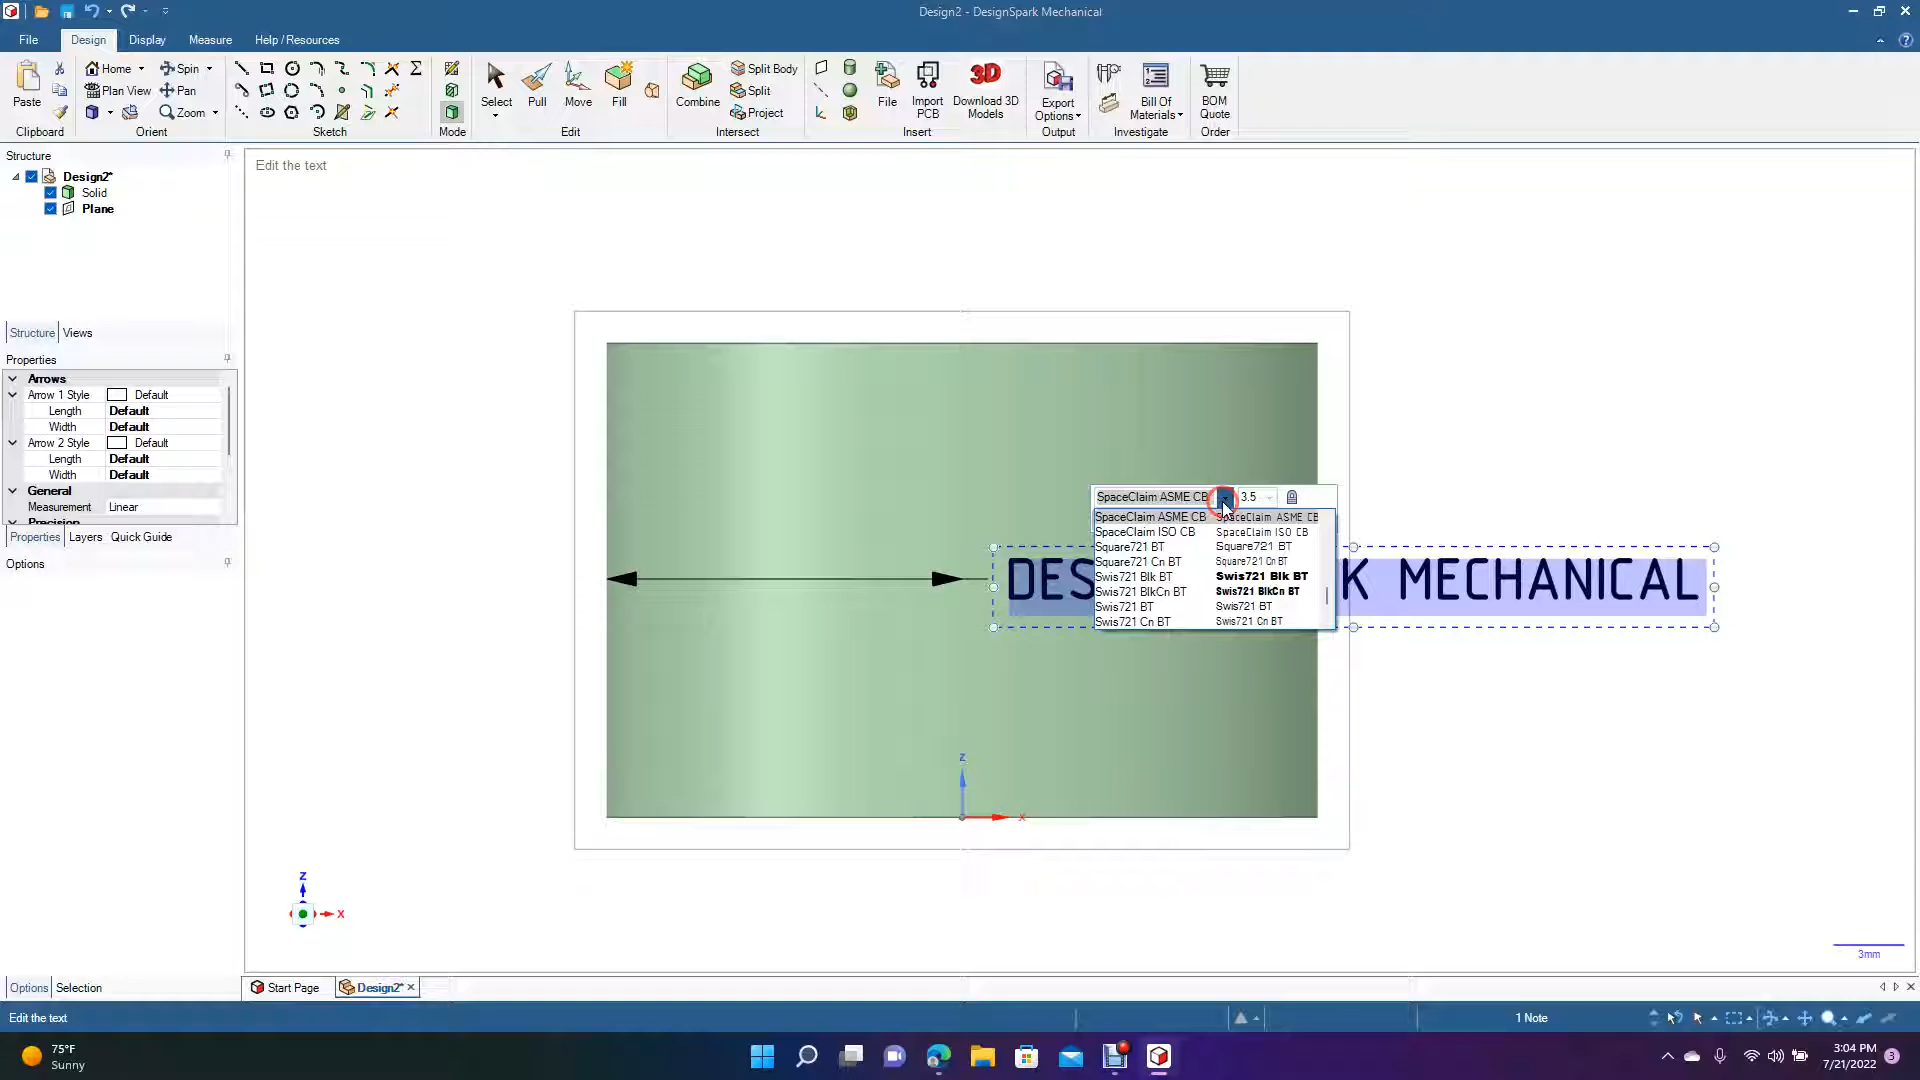 Design2 - DesignSpark Mechanical
File Design Display Measure Help / Resources
Paste
Clipboard
Home Spin
Plan View Pan
Zoom
Orient
Sketch
Mode
Select Pull Move Fill
Edit
Combine
Split Body
Split
Project
Intersect
File
Import PCB
3D
Download 3D Models
Insert
Export Options
Output
Bill Of Materials
Investigate
BOM Quote
Order
Structure
Design2*
Solid
Plane
Structure Views
Properties
Arrows
Arrow 1 Style Default
Length Default
Width Default
Arrow 2 Style Default
Length Default
Width Default
General
Measurement Linear
Precision
Properties Layers Quick Guide
Options
Options Selection
Edit the text
SpaceClaim ASME CB 3.5
SpaceClaim ASME CB SpaceClaim ASME CB
SpaceClaim ISO CB SpaceClaim ISO CB
Square721 BT Square721 BT
Square721 Cn BT Square721 Cn BT
Swis721 Blk BT Swis721 Blk BT
Swis721 BlkCn BT Swis721 BlkCn BT
Swis721 BT Swis721 BT
Swis721 Cn BT Swis721 Cn BT
DES K MECHANICAL
Z
X
Z
X
3mm
Start Page Design2*
Edit the text
1 Note
75°F
Sunny
3:04 PM
7/21/2022
3